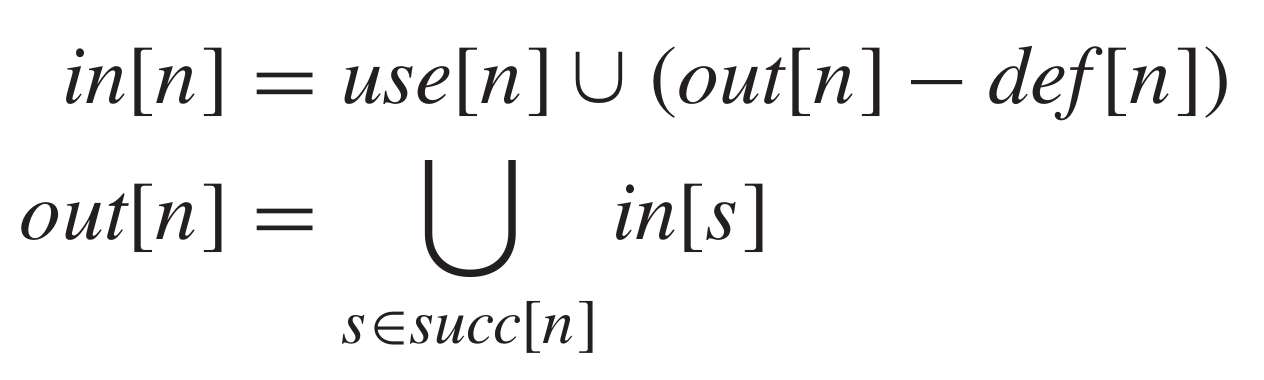 in[n] = use[n] ∪ (out[n] − def[n])
out[n] = ⋃ in[s]
s∈succ[n]